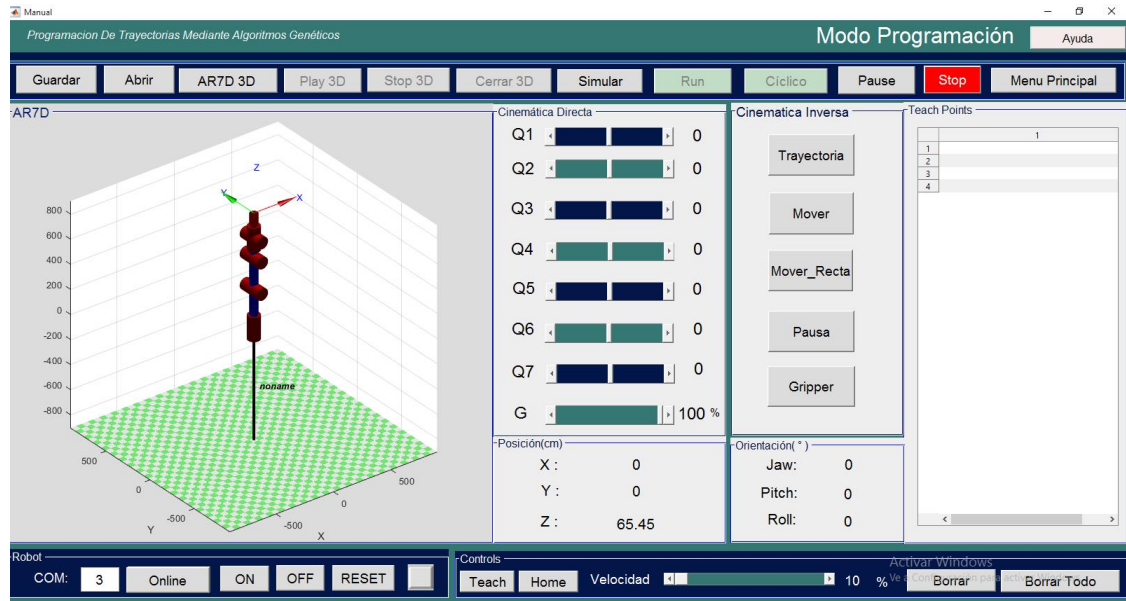 Manual
Programacion De Trayectorias Mediante Algoritmos Genéticos
Modo Programación
Ayuda
Guardar
Abrir
AR7D 3D
Play 3D
Stop 3D
Cerrar 3D
Simular
Run
Cíclico
Pause
Stop
Menu Principal
AR7D
Z
Y
X
800
600
400
200
0
-200
-400
-600
-800
noname
500
0
-500
Y
-500
0
500
X
Cinemática Directa
Q1 0
Q2 0
Q3 0
Q4 0
Q5 0
Q6 0
Q7 0
G 100 %
Posición(cm)
X : 0
Y : 0
Z : 65.45
Cinematica Inversa
Trayectoria
Mover
Mover_Recta
Pausa
Gripper
Orientación( ° )
Jaw: 0
Pitch: 0
Roll: 0
Teach Points
1
1
2
3
4
Robot
COM: 3 Online ON OFF RESET
Controls
Teach Home Velocidad 10 %
Activar Windows
Borrar
Borrar Todo